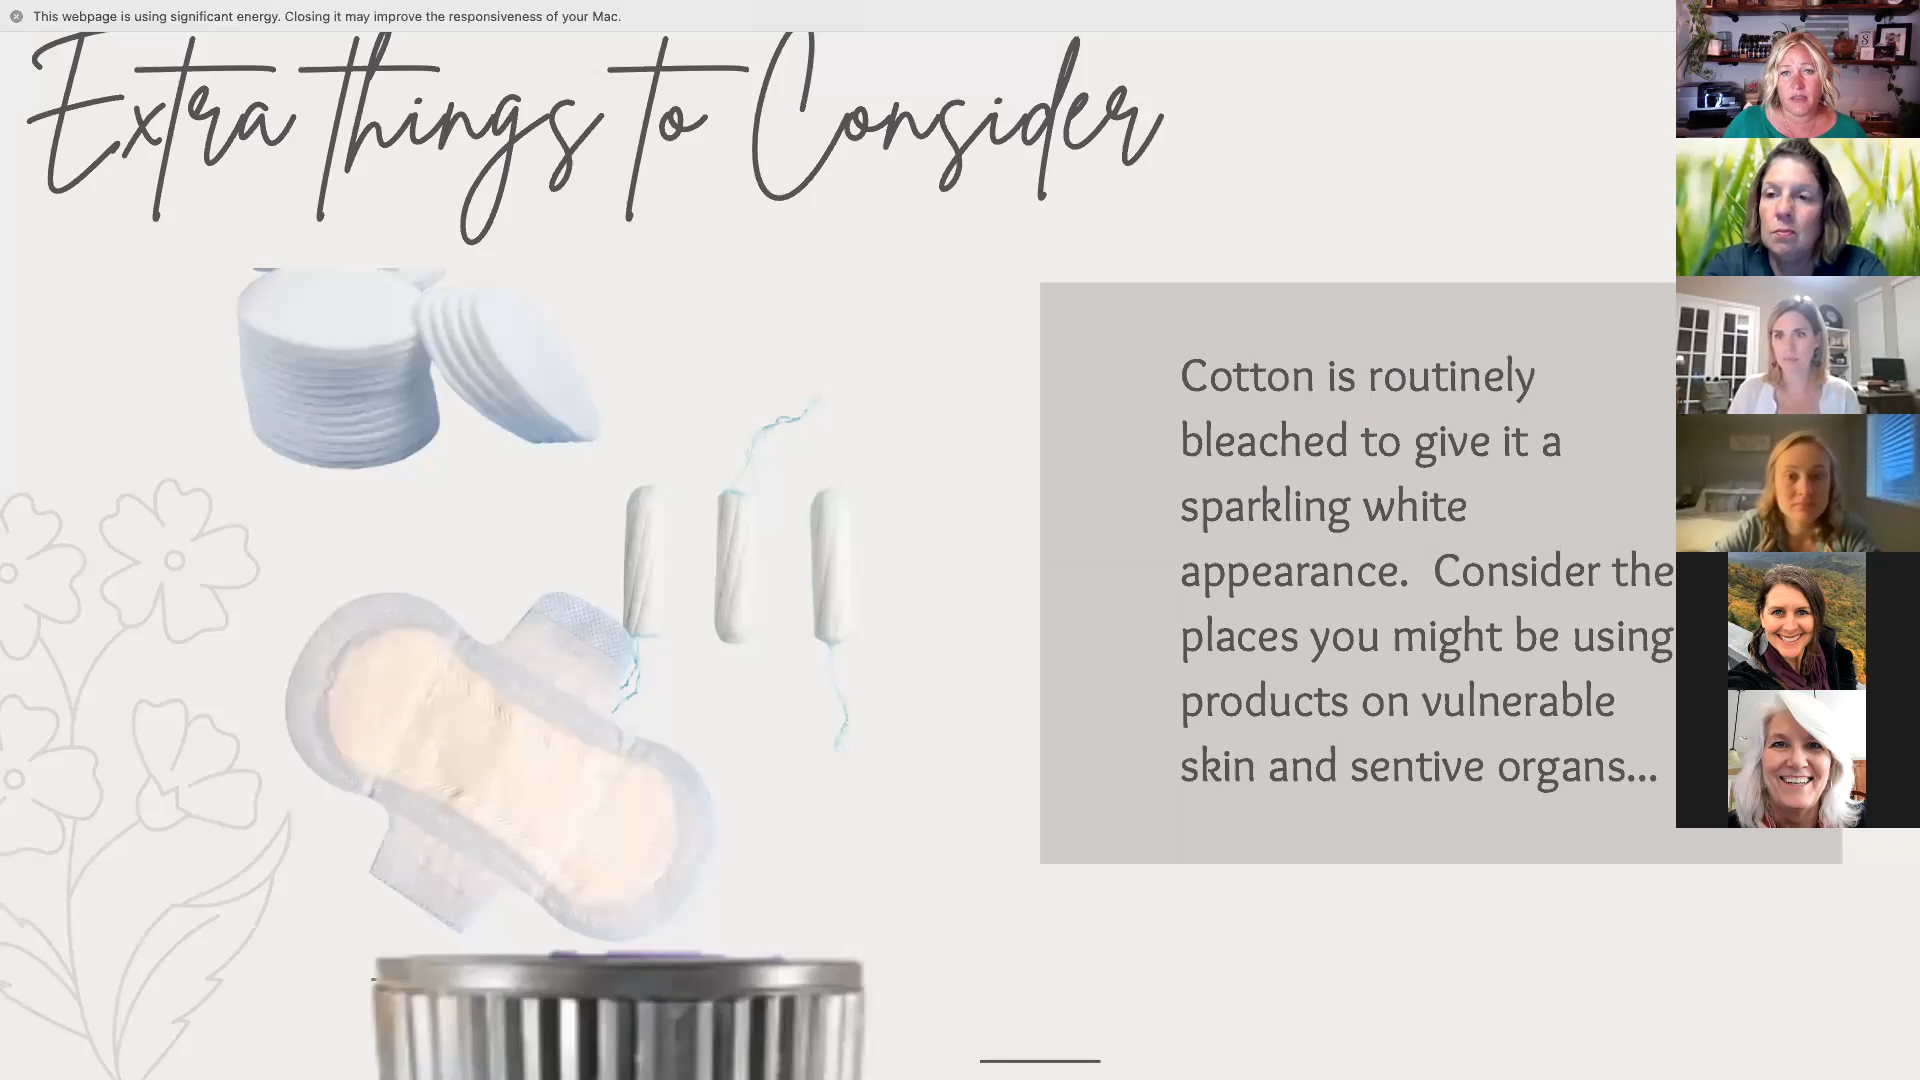 This webpage is using significant energy. Closing it may improve the responsiveness of your Mac.
Extra things to Consider
Cotton is routinely
bleached to give it a
sparkling white
appearance.  Consider the
places you might be using
products on vulnerable
skin and sentive organs...